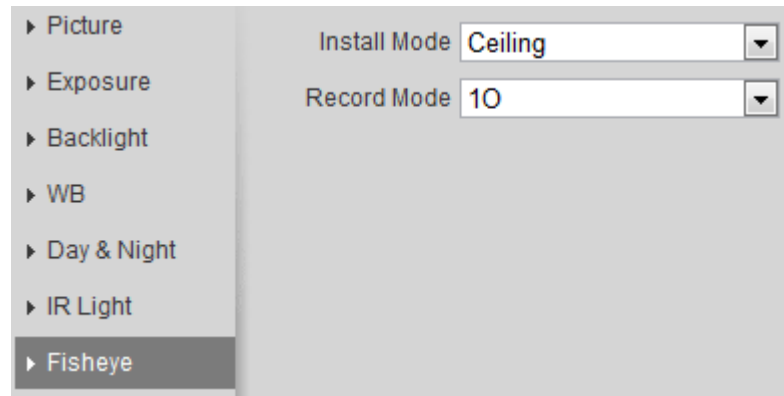 Picture
Exposure
Backlight
WB
Day & Night
IR Light
Fisheye
Install Mode Ceiling
Record Mode 1O